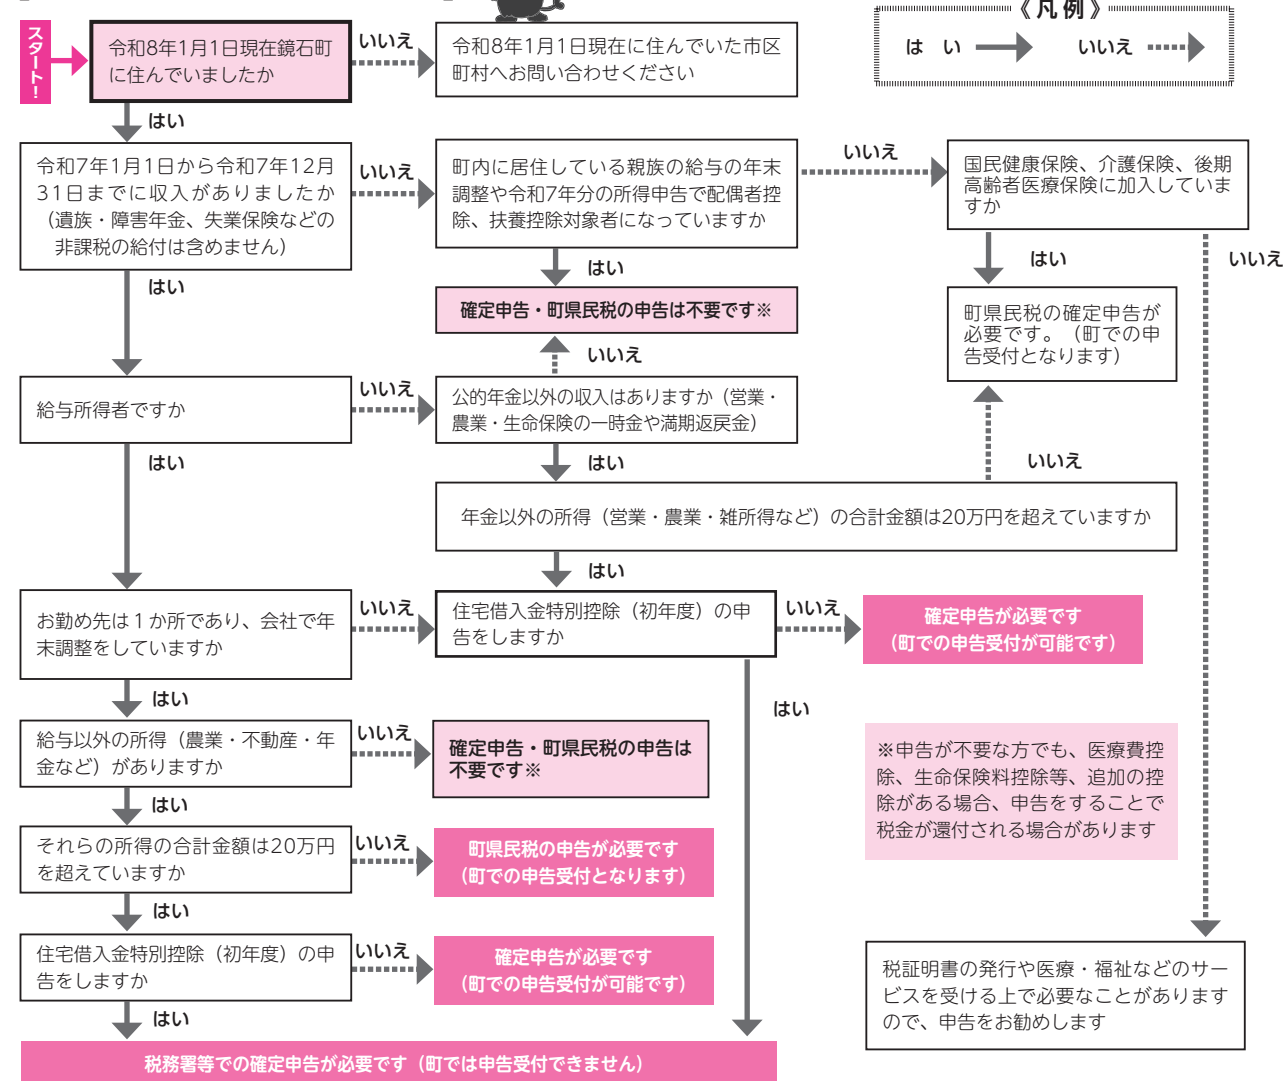 《凡例》
はい
いいえ
スタート！
令和8年1月1日現在鏡石町
に住んでいましたか
いいえ
令和8年1月1日現在に住んでいた市区
町村へお問い合わせください
はい
令和7年1月1日から令和7年12月
31日までに収入がありましたか
（遺族・障害年金、失業保険などの
非課税の給付は含めません）
いいえ
町内に居住している親族の給与の年末
調整や令和7年分の所得申告で配偶者控
除、扶養控除対象者になっていますか
いいえ
国民健康保険、介護保険、後期
高齢者医療保険に加入していま
すか
はい
はい
はい
いいえ
確定申告・町県民税の申告は不要です※
町県民税の確定申告が
必要です。（町での申
告受付となります）
いいえ
給与所得者ですか
いいえ
公的年金以外の収入はありますか（営業・
農業・生命保険の一時金や満期返戻金）
はい
はい
いいえ
年金以外の所得（営業・農業・雑所得など）の合計金額は20万円を超えていますか
はい
お勤め先は１か所であり、会社で年
末調整をしていますか
いいえ
住宅借入金特別控除（初年度）の申
告をしますか
いいえ
確定申告が必要です
（町での申告受付が可能です）
はい
はい
給与以外の所得（農業・不動産・年
金など）がありますか
いいえ
確定申告・町県民税の申告は
不要です※
※申告が不要な方でも、医療費控
除、生命保険料控除等、追加の控
除がある場合、申告をすることで
税金が還付される場合があります
はい
それらの所得の合計金額は20万円
を超えていますか
いいえ
町県民税の申告が必要です
（町での申告受付となります）
はい
住宅借入金特別控除（初年度）の申
告をしますか
いいえ
確定申告が必要です
（町での申告受付が可能です）
税証明書の発行や医療・福祉などのサー
ビスを受ける上で必要なことがあります
ので、申告をお勧めします
はい
税務署等での確定申告が必要です（町では申告受付できません）